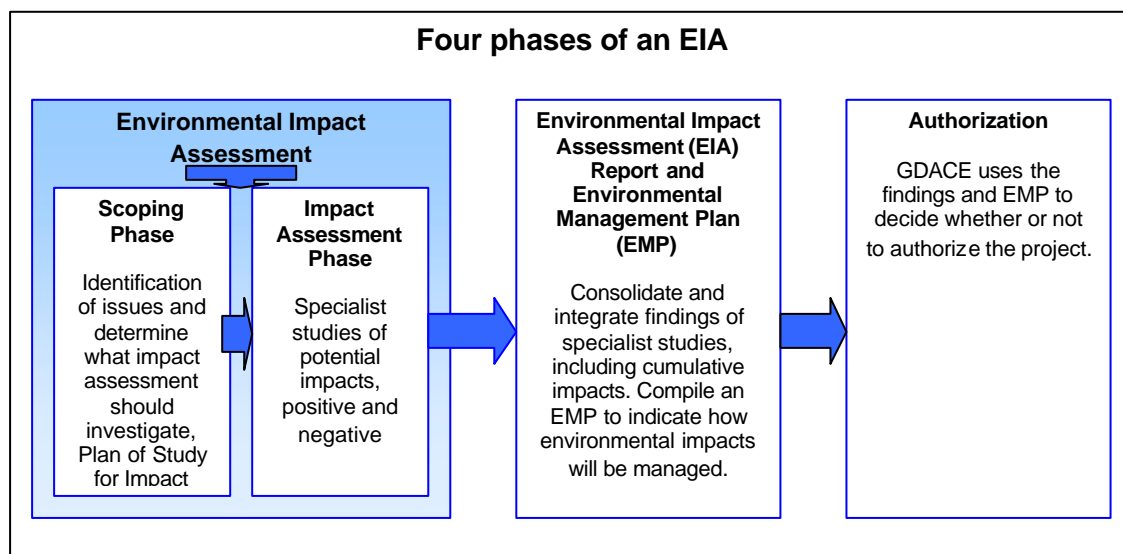 Four phases of an EIA
Environmental Impact
Assessment
Scoping
Phase
Identification
of issues and
determine
what impact
assessment
should
investigate,
Plan of Study
for Impact
Impact
Assessment
Phase
Specialist
studies of
potential
impacts,
positive and
negative
Environmental Impact
Assessment (EIA)
Report and
Environmental
Management Plan
(EMP)
Consolidate and
integrate findings of
specialist studies,
including cumulative
impacts. Compile an
EMP to indicate how
environmental impacts
will be managed.
Authorization
GDACE uses the
findings and EMP to
decide whether or not
to authorize the project.